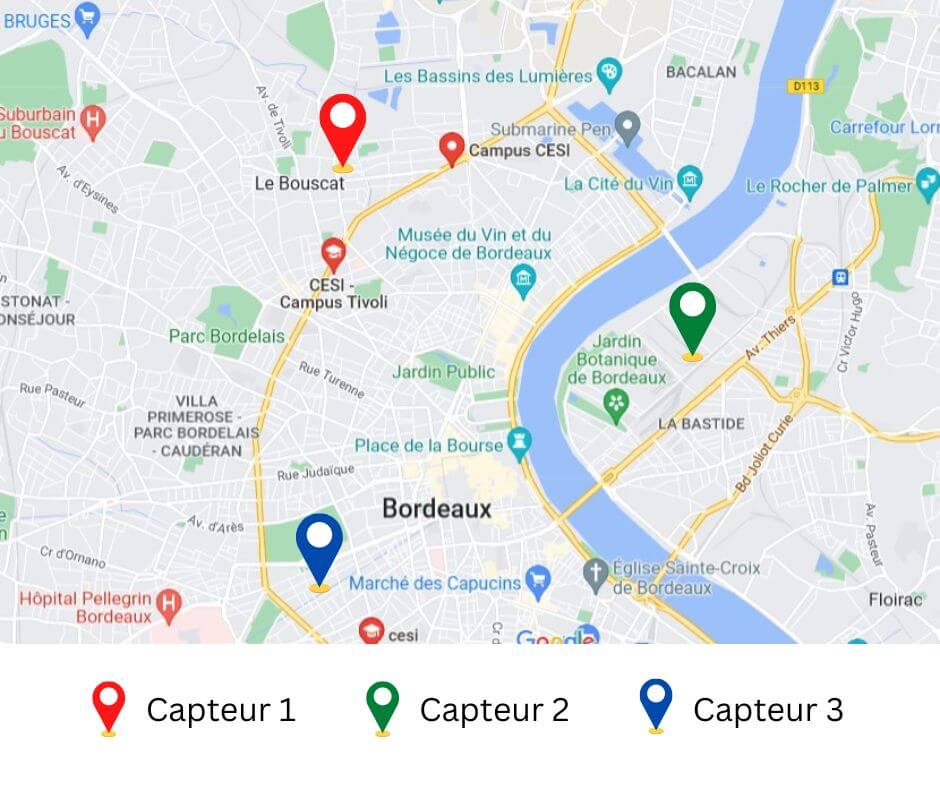 BRUGES
Les Bassins des Lumières
BACALAN
D113
Av. de Tivoli
Suburbain
Bouscat
Submarine Pen
Carrefour
Campus CESI
Av. d'Eysines
Le Bouscat
La Cité du Vin
Le Rocher de Palmer
Musée du Vin et du
Négoce de Bordeaux
CESI -
Campus Tivoli
STONAT -
ONSÉJOUR
Parc Bordelais
Jardin
Botanique
de Bordeaux
Av. Thiers
Cr Victor Hugo
Rue Turenne
Jardin Public
Rue Pasteur
VILLA
PRIMEROSE -
PARC BORDELAIS
- CAUDÉRAN
LA BASTIDE
Place de la Bourse
Bd Joliot Curie
Rue Judaïque
Bordeaux
Av. d'Arès
Av. Pasteur
Cr d'Ornano
Marché des Capucins
Église Sainte-Croix
de Bordeaux
Hôpital Pellegrin
Bordeaux
Floirac
cesi
Cr d
Google
Capteur 1
Capteur 2
Capteur 3